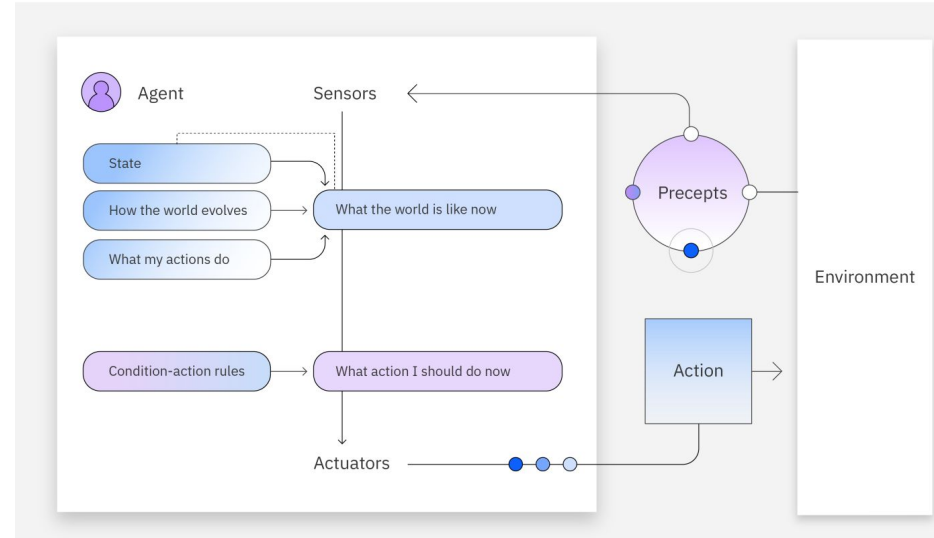 Agent
Sensors
State
How the world evolves
What the world is like now
What my actions do
Condition-action rules
What action I should do now
Actuators
Precepts
Action
Environment